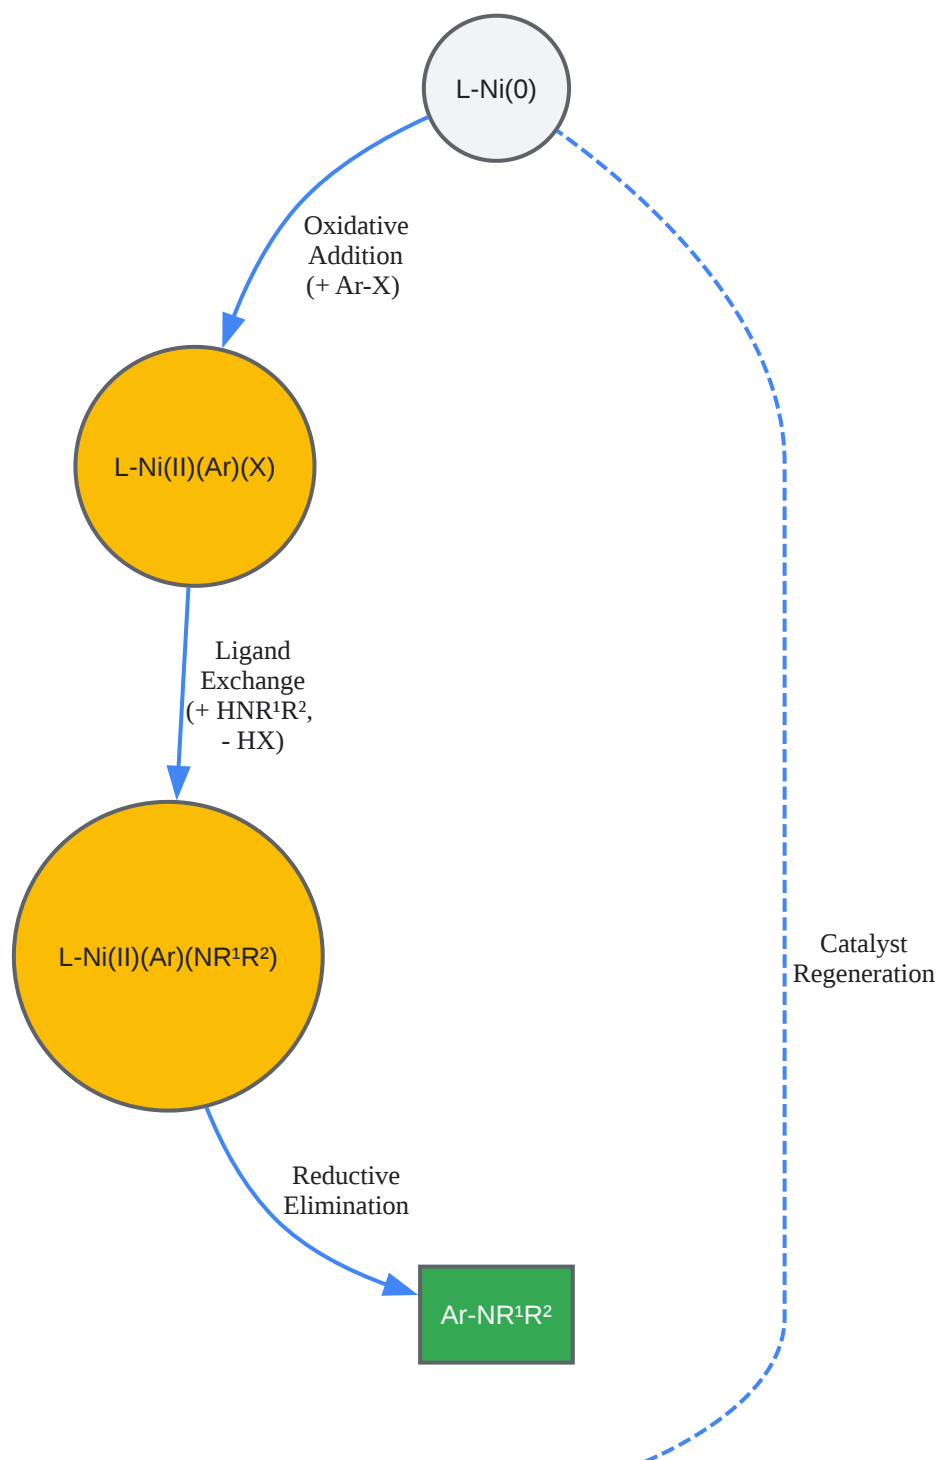 L-Ni(0)
Oxidative
Addition
(+ Ar-X)
L-Ni(II)(Ar)(X)
Ligand
Exchange
(+ HNR¹R²,
- HX)
L-Ni(II)(Ar)(NR¹R²)
Catalyst
Regeneration
Reductive
Elimination
Ar-NR¹R²